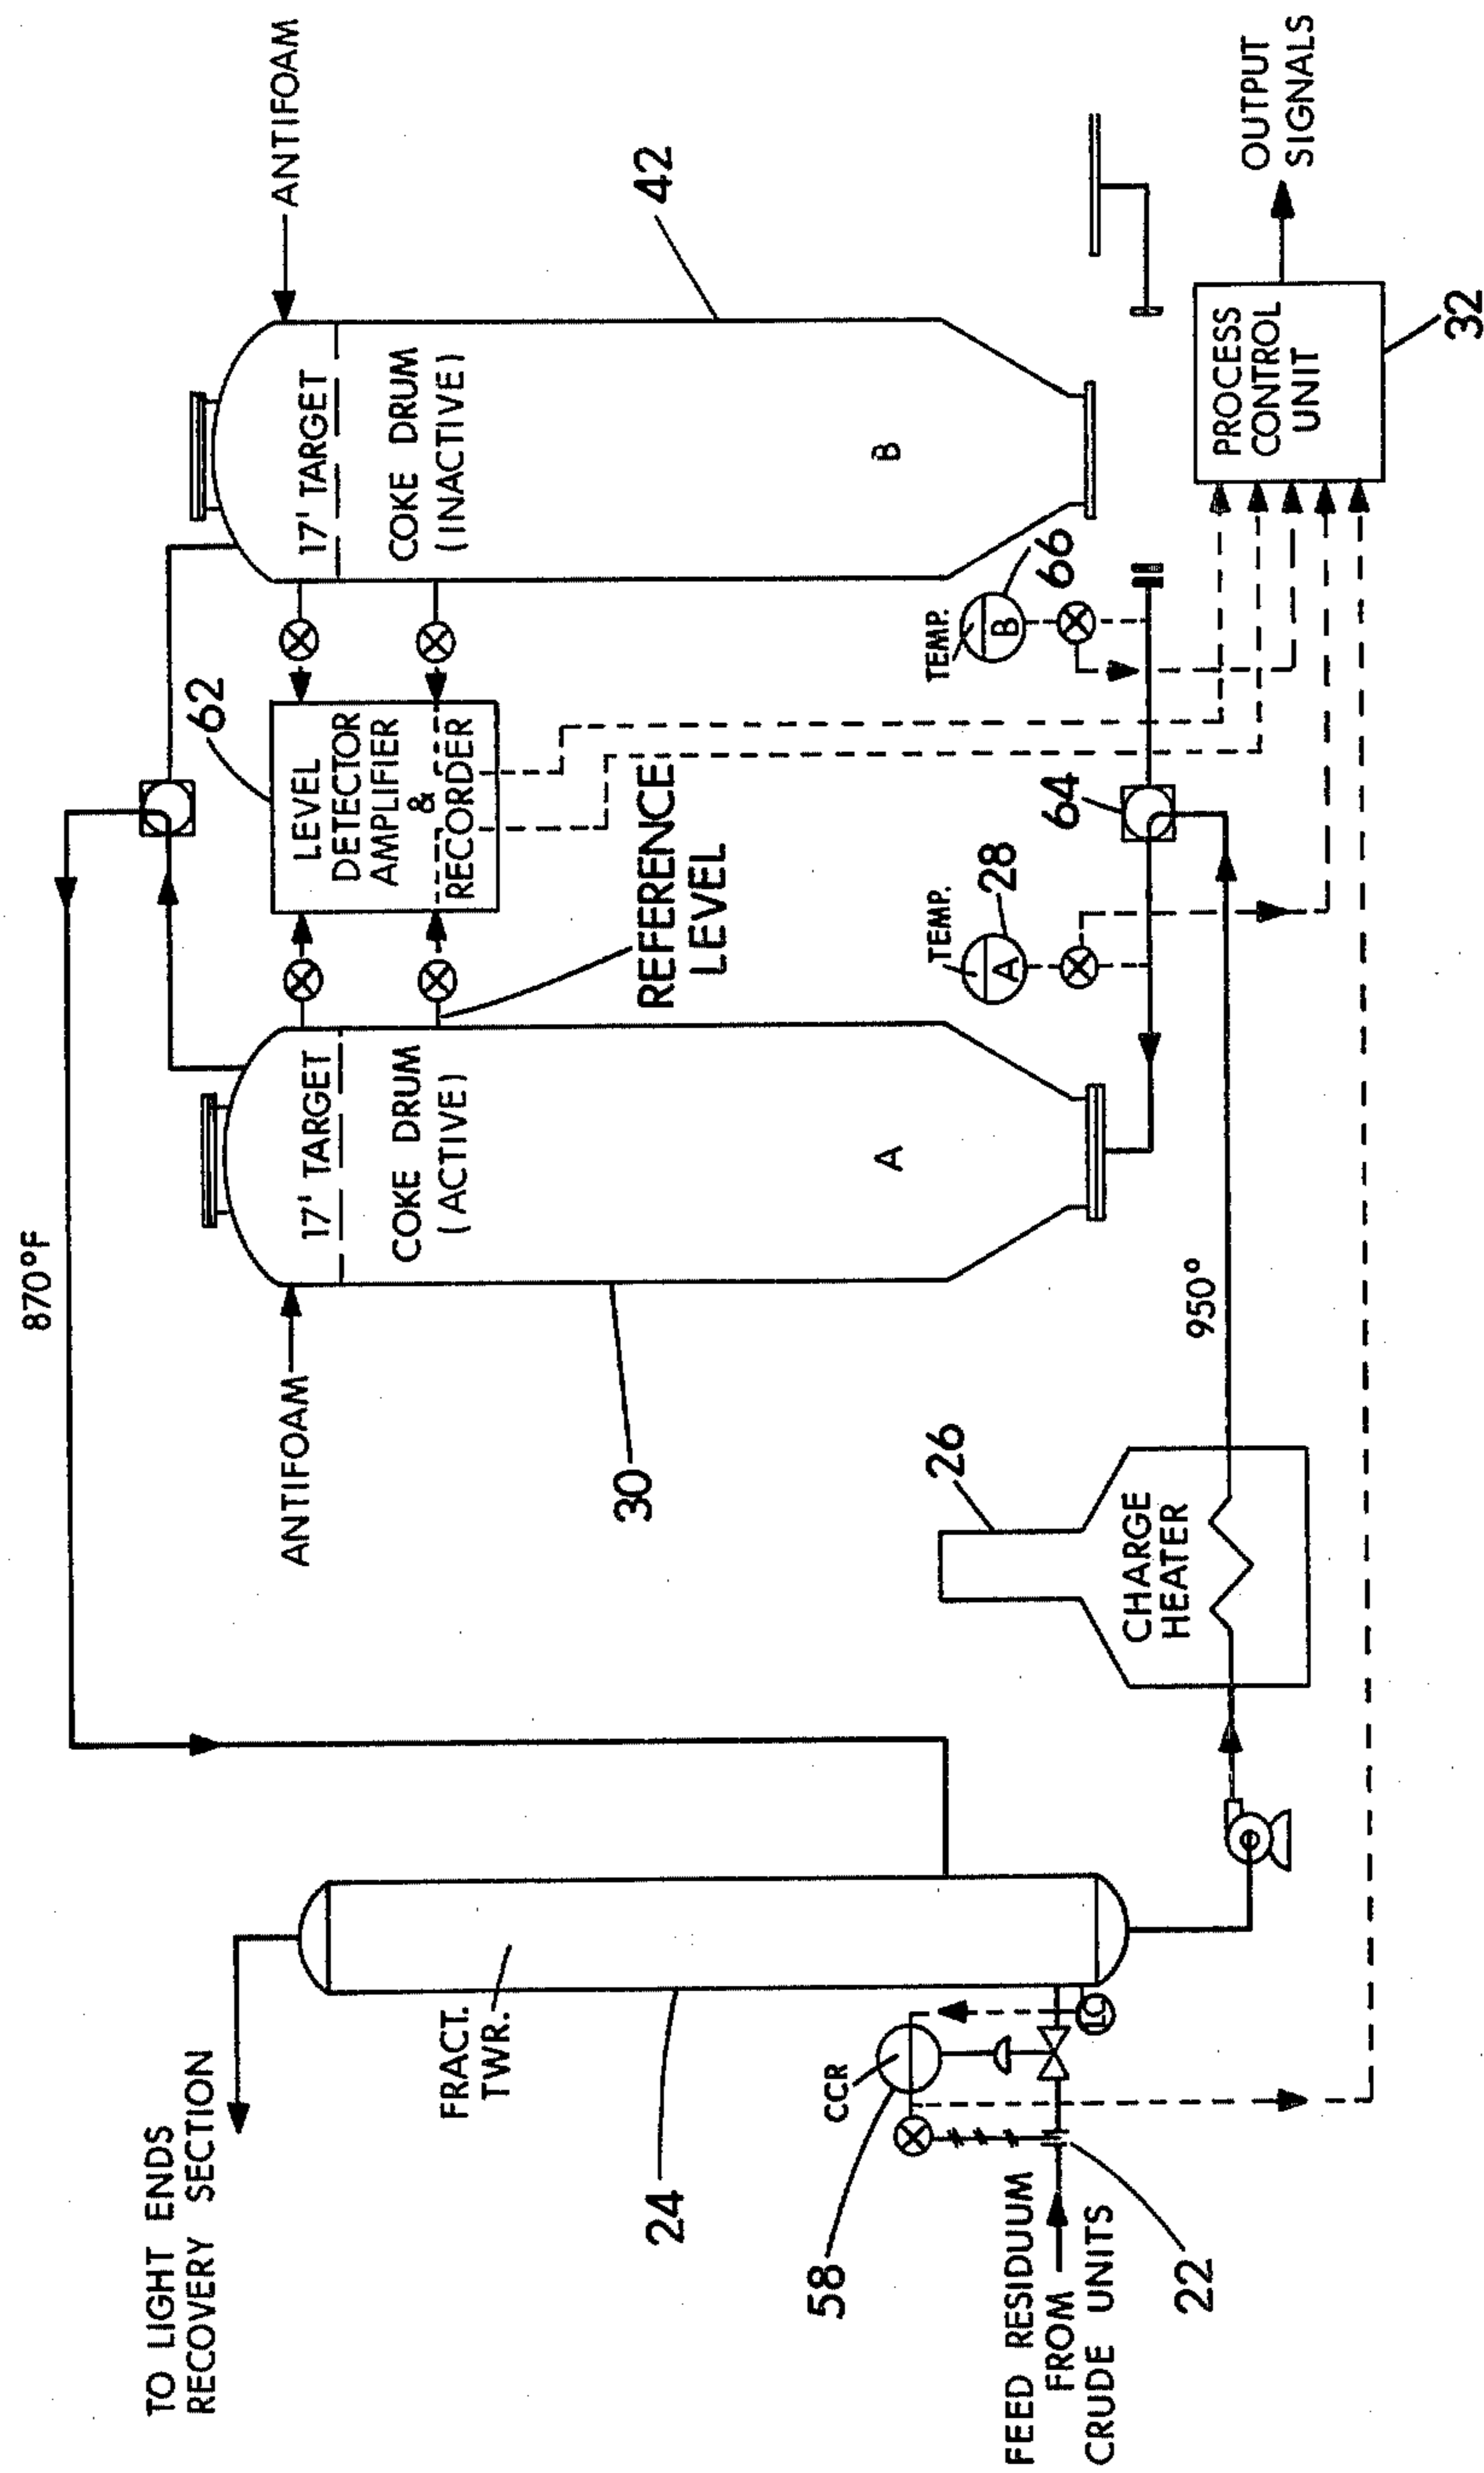 TO LIGHT ENDS
RECOVERY SECTION
870°F
ANTIFOAM
17' TARGET
COKE DRUM
(ACTIVE)
A
30
62
LEVEL
DETECTOR
AMPLIFIER
&
RECORDER
REFERENCE
LEVEL
17' TARGET
COKE DRUM
(INACTIVE)
B
ANTIFOAM
42
FRACT.
TWR.
24
CCR
58
FEED RESIDUUM
FROM
CRUDE UNITS
22
26
CHARGE
HEATER
950°
TEMP.
A
28
64
TEMP.
B
66
PROCESS
CONTROL
UNIT
32
OUTPUT
SIGNALS